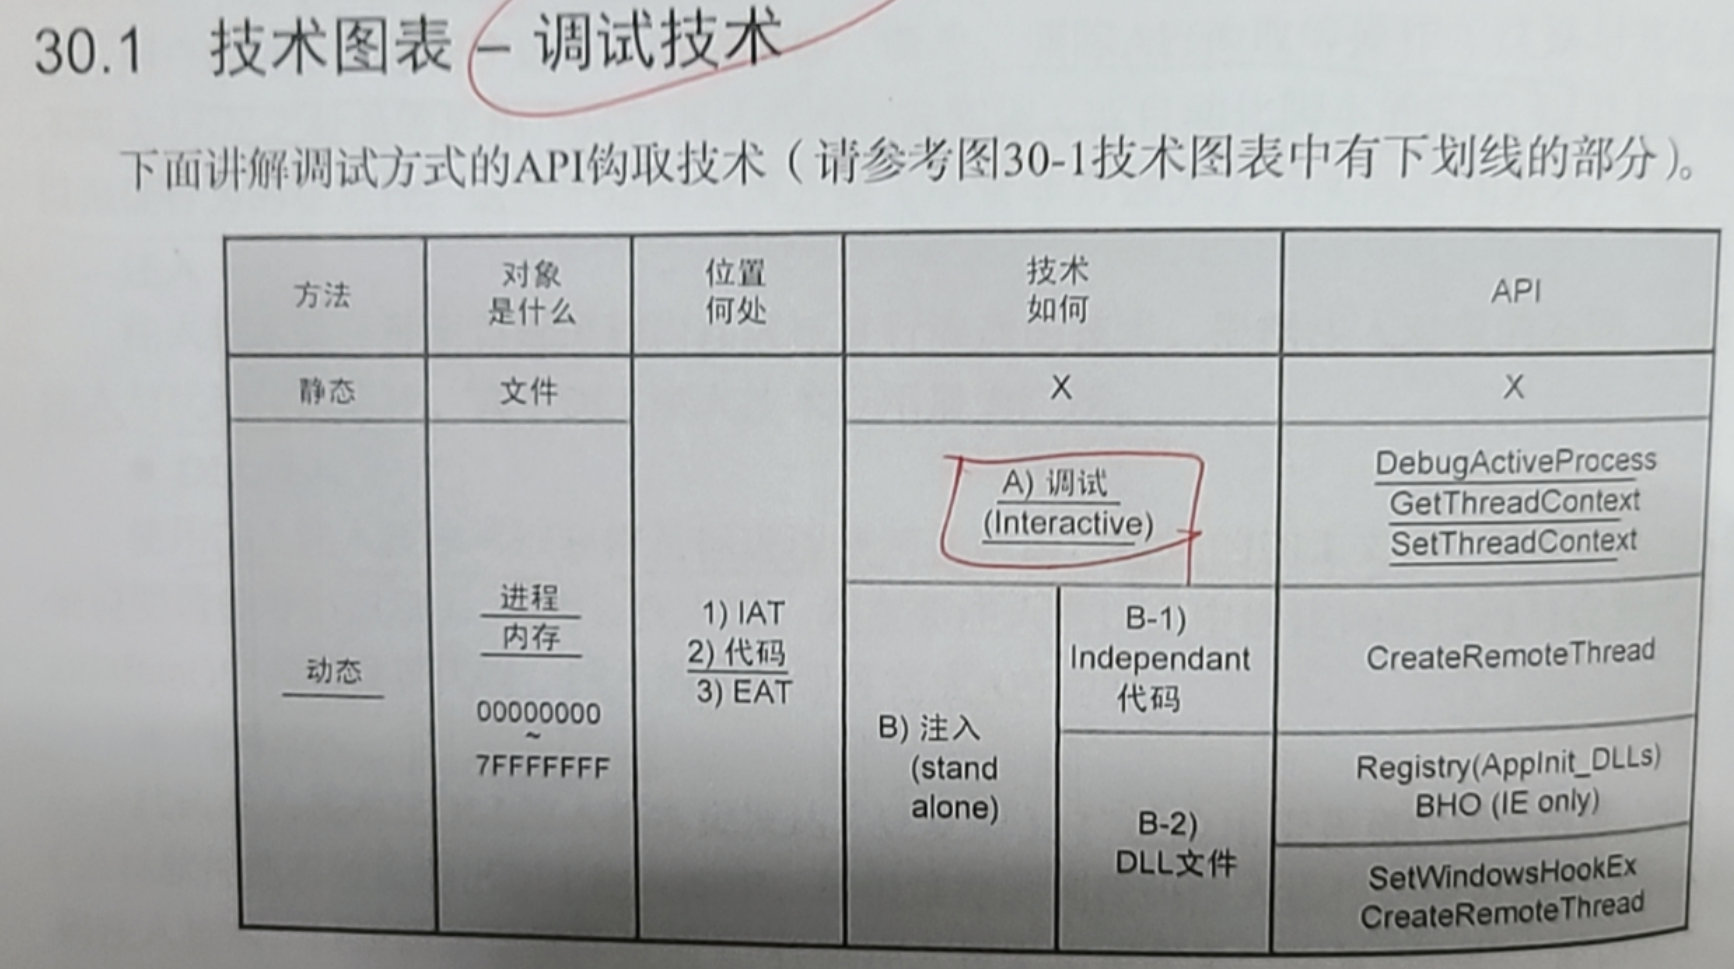 30.1 技术图表 – 调试技术
下面讲解调试方式的API钩取技术（请参考图30-1技术图表中有下划线的部分）。
方法
对象
是什么
位置
何处
技术
如何
API
静态
文件
X
X
动态
进程
内存
00000000
~
7FFFFFFF
1) IAT
2) 代码
3) EAT
A) 调试
(Interactive)
DebugActiveProcess
GetThreadContext
SetThreadContext
B) 注入
(stand
alone)
B-1)
Independant
代码
CreateRemoteThread
B-2)
DLL文件
Registry(AppInit_DLLs)
BHO (IE only)
SetWindowsHookEx
CreateRemoteThread